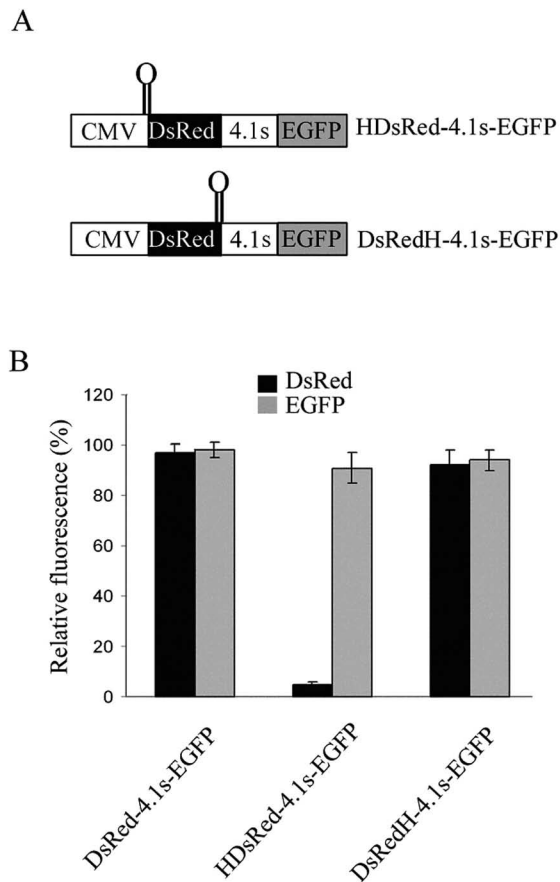 A
CMV DsRed 4.1s EGFP HDsRed-4.1s-EGFP
CMV DsRed 4.1s EGFP DsRedH-4.1s-EGFP
B
DsRed
EGFP
Relative fluorescence (%)
120
100
80
60
40
20
0
DsRed-4.1s-EGFP
HDsRed-4.1s-EGFP
DsRedH-4.1s-EGFP